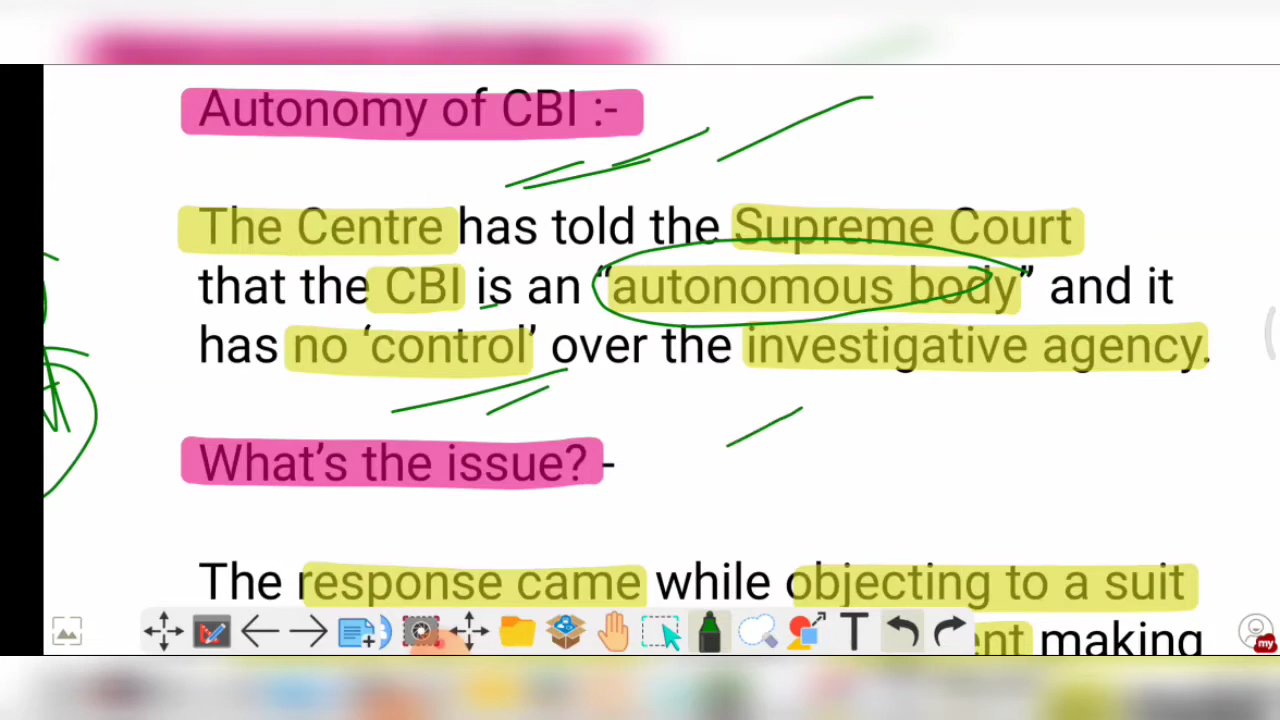 Autonomy of CBI :-
The Centre has told the Supreme Court
that the CBI is an “autonomous body” and it
has no ‘control’ over the investigative agency.
What’s the issue? -
The response came while objecting to a suit
making
T
my